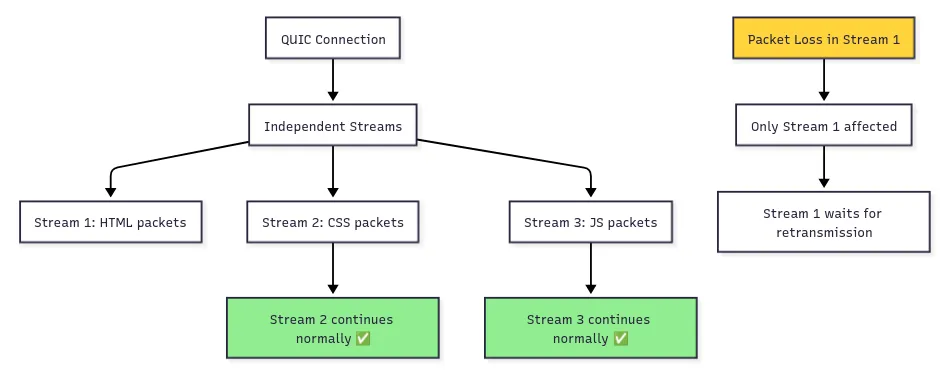 QUIC Connection
Packet Loss in Stream 1
Independent Streams
Only Stream 1 affected
Stream 1: HTML packets
Stream 2: CSS packets
Stream 3: JS packets
Stream 1 waits for
retransmission
Stream 2 continues
normally ✅
Stream 3 continues
normally ✅